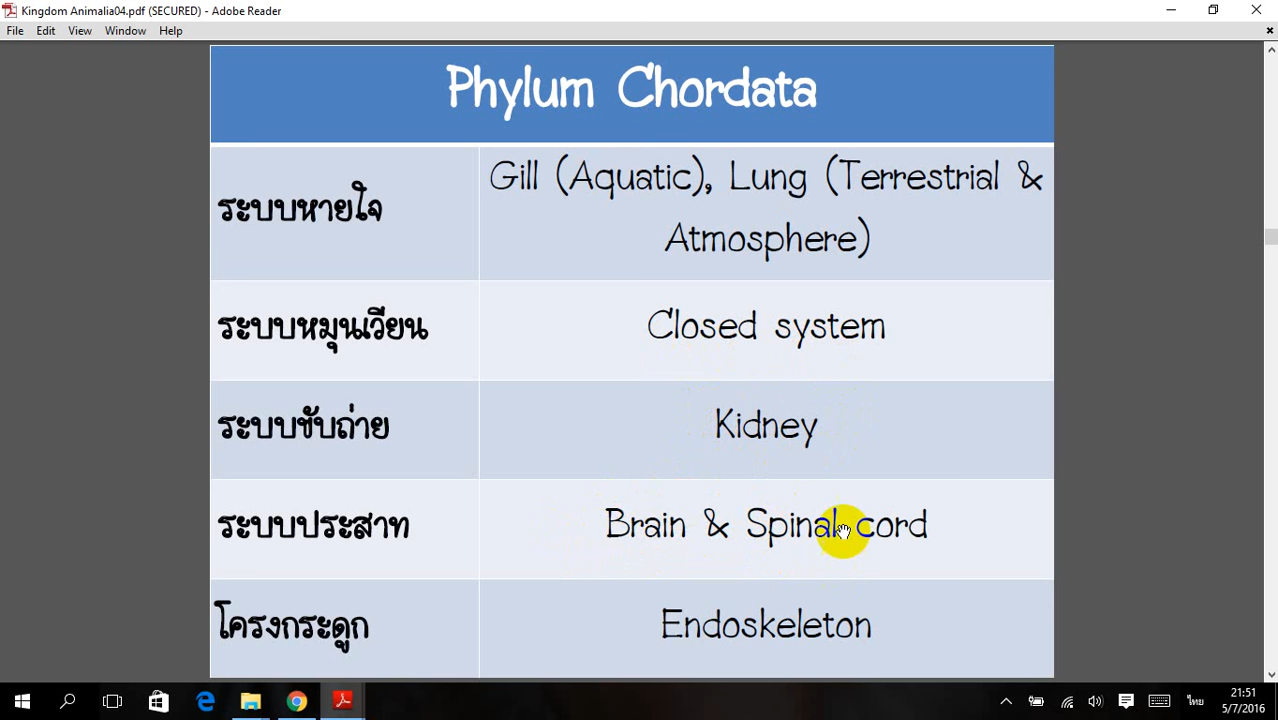 Kingdom Animalia04.pdf (SECURED) - Adobe Reader
File Edit View Window Help
Phylum Chordata
ระบบหายใจ
Gill (Aquatic), Lung (Terrestrial &
Atmosphere)
ระบบหมุนเวียน
Closed system
ระบบขับถ่าย
Kidney
ระบบประสาท
Brain & Spinal cord
โครงกระดูก
Endoskeleton
ไทย
21:51
5/7/2016